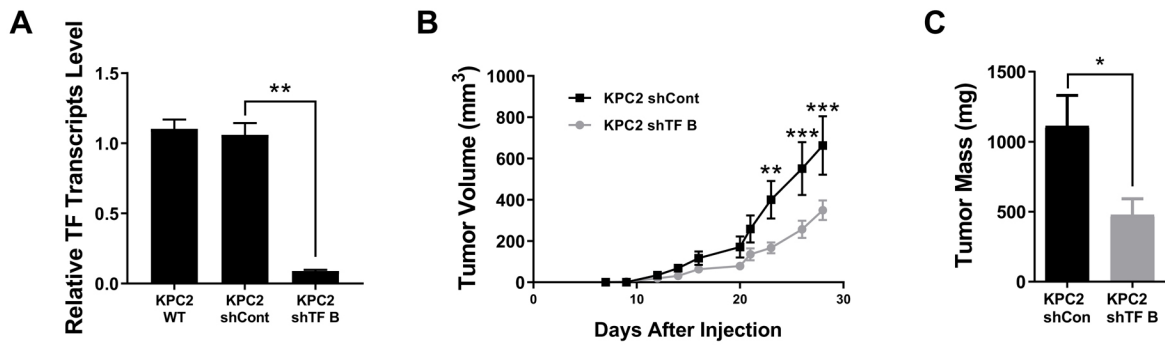 A
Relative TF Transcripts Level
1.5
1.0
0.5
0.0
**
KPC2
WT
KPC2
shCont
KPC2
shTF B
B
Tumor Volume (mm3)
1000
800
600
400
200
0
KPC2 shCont
KPC2 shTF B
**
***
***
0
10
20
30
Days After Injection
C
Tumor Mass (mg)
1500
1000
500
0
*
KPC2
shCon
KPC2
shTF B